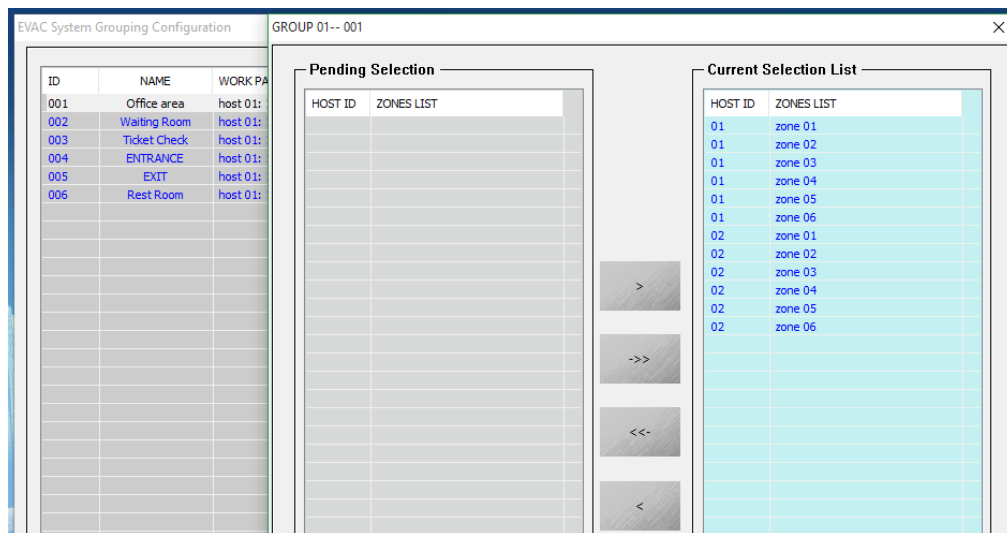 EVAC System Grouping Configuration
GROUP 01-- 001
ID NAME WORK PA
001 Office area host 01:
002 Waiting Room host 01:
003 Ticket Check host 01:
004 ENTRANCE host 01:
005 EXIT host 01:
006 Rest Room host 01:
Pending Selection
HOST ID ZONES LIST
>
->>
<<-
<
Current Selection List
HOST ID ZONES LIST
01 zone 01
01 zone 02
01 zone 03
01 zone 04
01 zone 05
01 zone 06
02 zone 01
02 zone 02
02 zone 03
02 zone 04
02 zone 05
02 zone 06